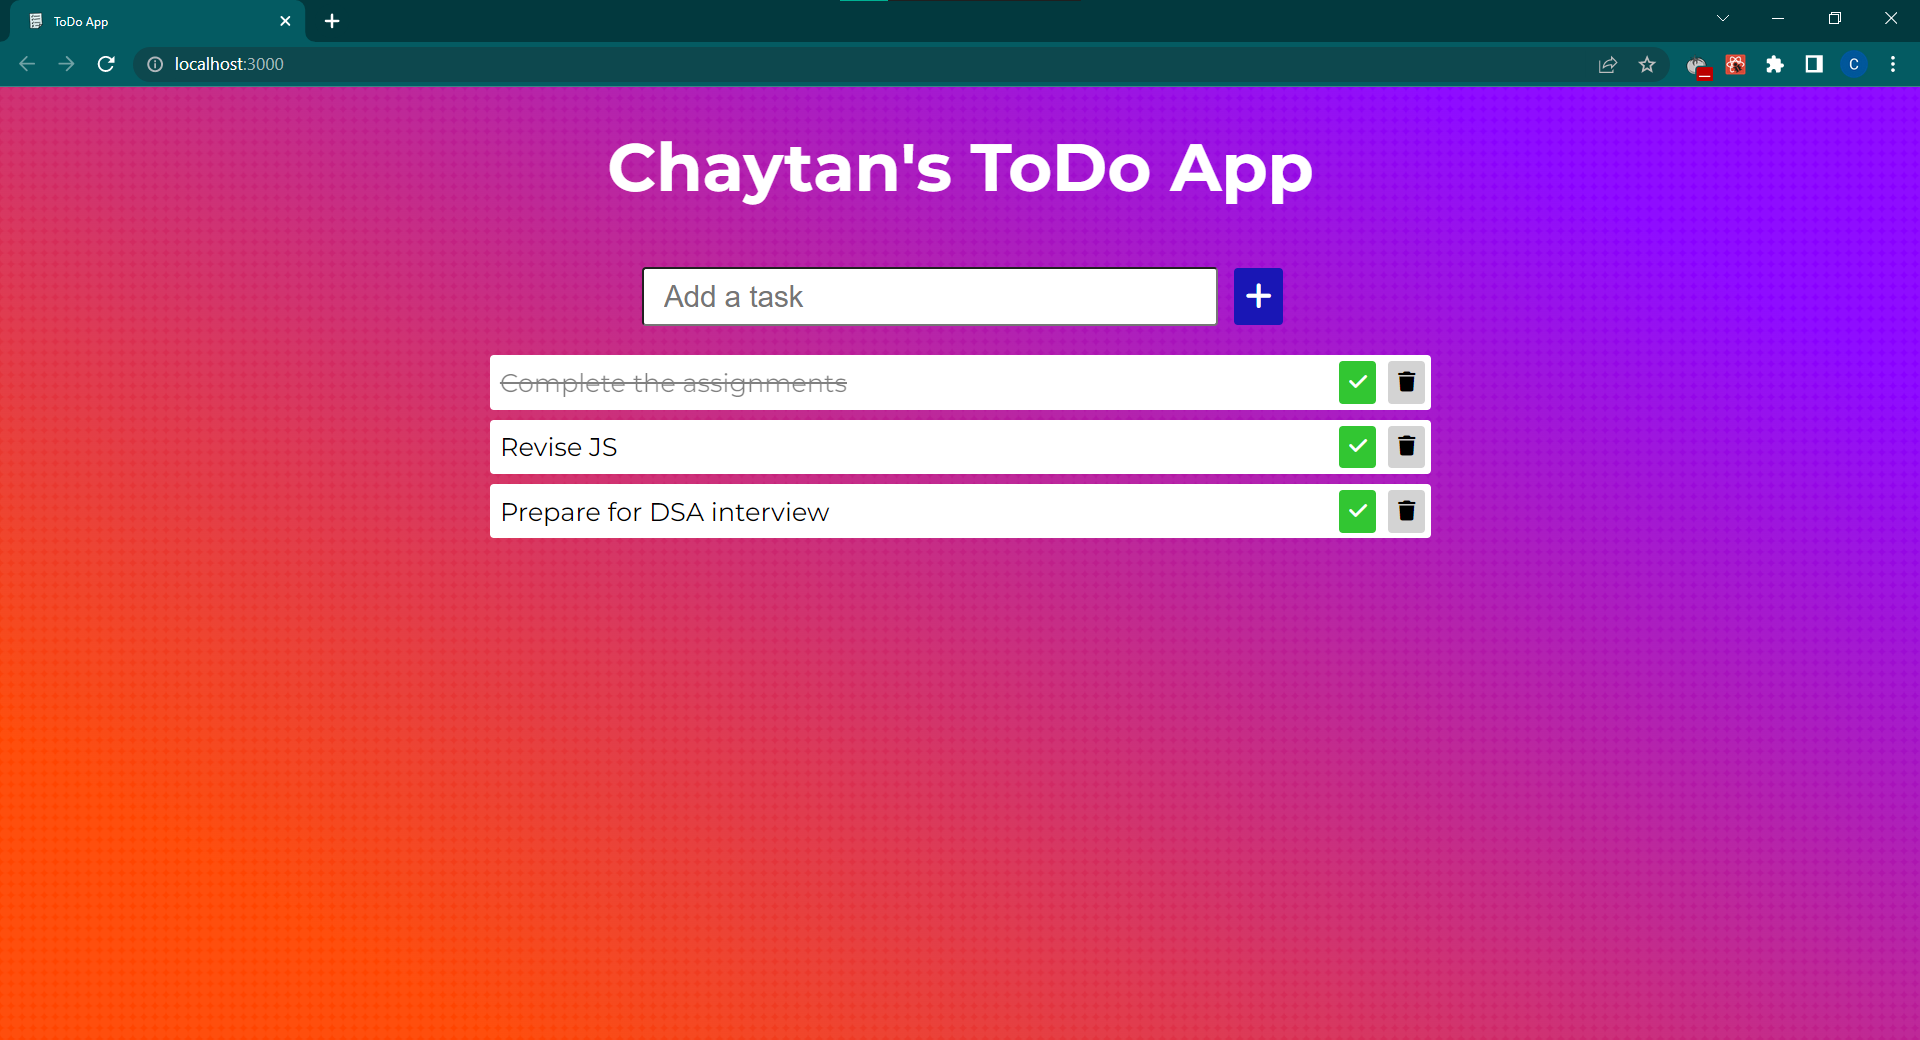 ToDo App
localhost:3000
C
Chaytan's ToDo App
Add a task
Complete the assignments
Revise JS
Prepare for DSA interview